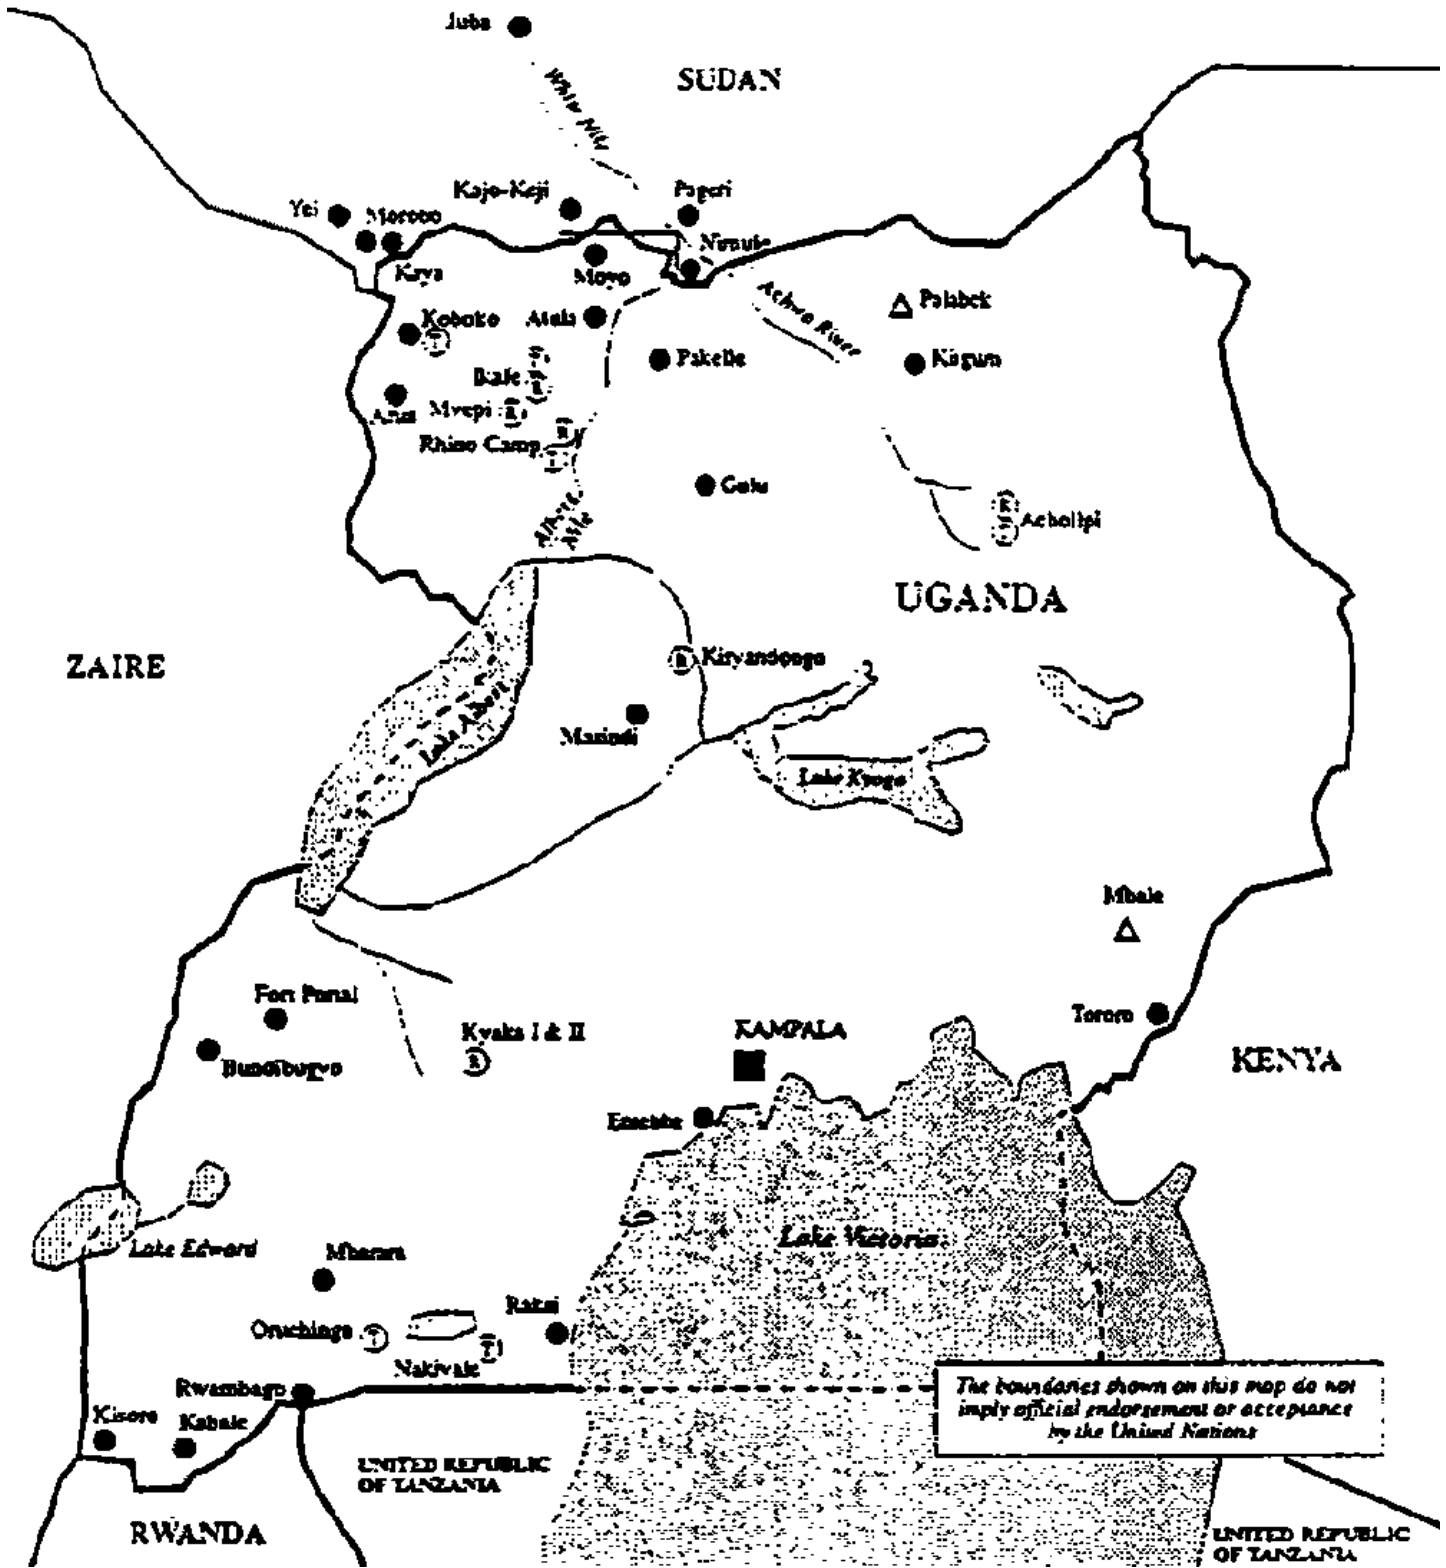 Juba
SUDAN
White Nile
Kajo-Keji
Pageri
Yei
Morobo
Nimule
Kaya
Moyo
Achwa River
Palabek
Koboko
Atala
Pakelle
Kitgum
Ikafe
Arua
Mvepi
Rhino Camp
Gulu
Albert
Nile
Acholipi
UGANDA
ZAIRE
Kiryandongo
Lake Albert
Masindi
Lake Kyoga
Mbale
Fort Portal
Tororo
Kyaka I & II
KAMPALA
KENYA
Bundibugyo
Entebbe
Lake Victoria
Lake Edward
Mbarara
Rakai
Oruchinga
Nakivale
Rwambago
The boundaries shown on this map do not
imply official endorsement or acceptance
by the United Nations
Kisoro
Kabale
UNITED REPUBLIC
OF TANZANIA
RWANDA
UNITED REPUBLIC
OF TANZANIA